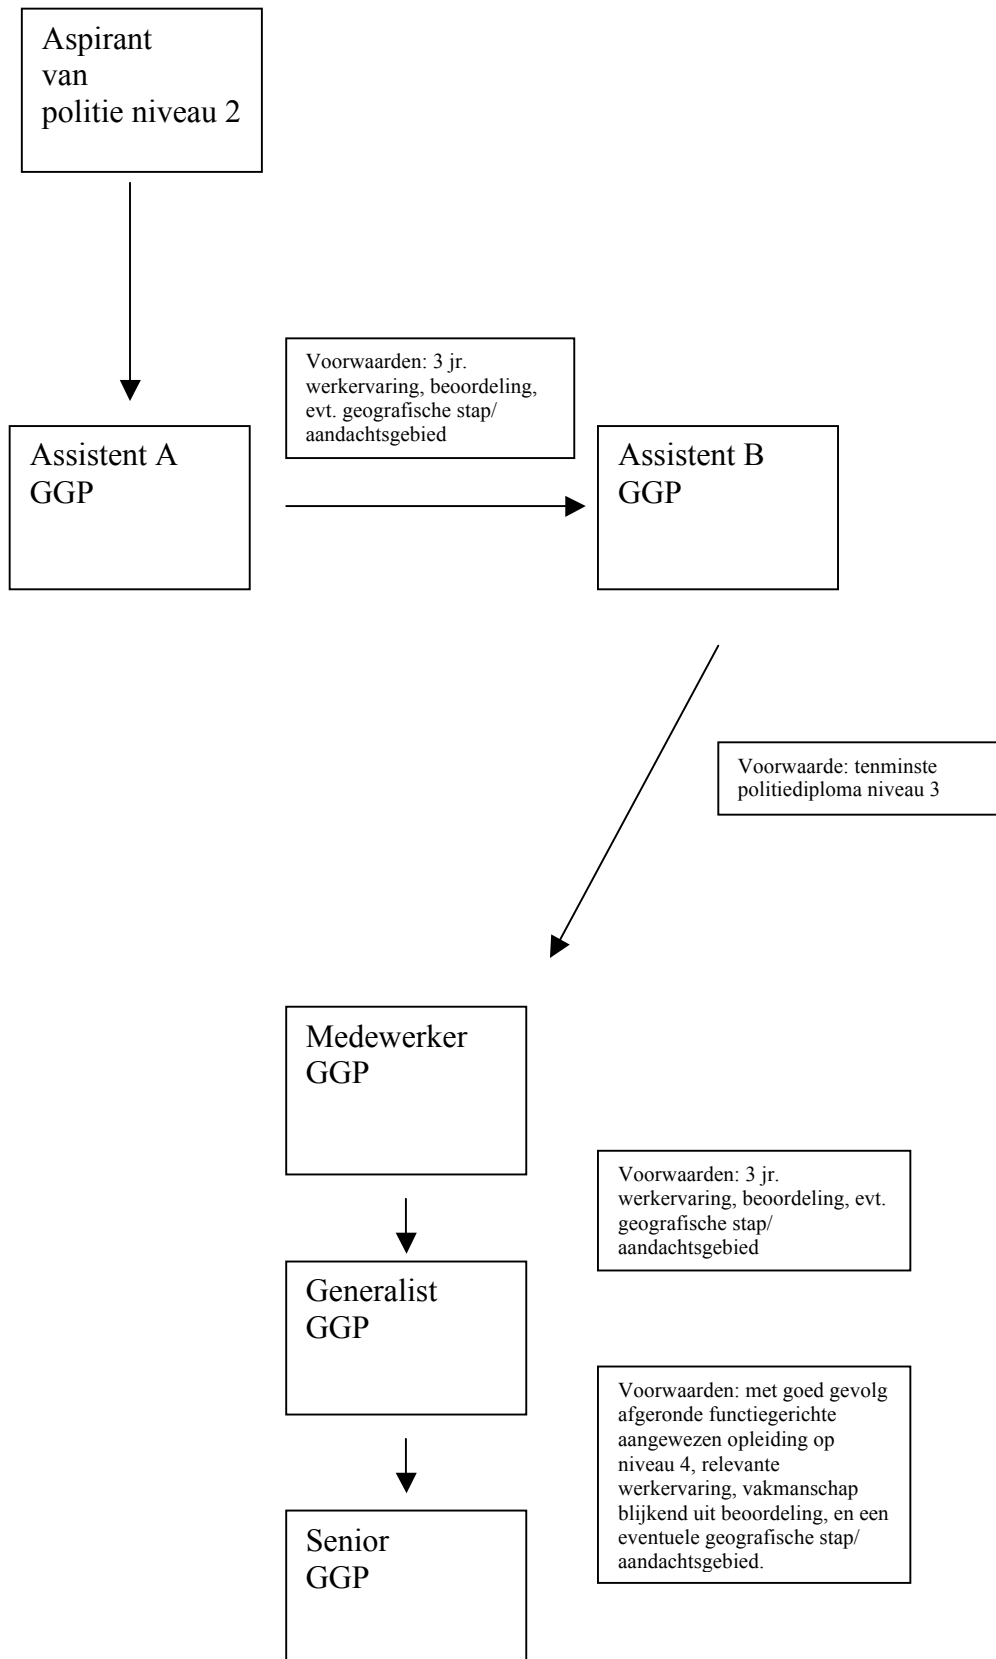 Aspirant
van
politie niveau 2
Voorwaarden: 3 jr.
werkervaring, beoordeling,
evt. geografische stap/
aandachtsgebied
Assistent A
GGP
Assistent B
GGP
Voorwaarde: tenminste
politiediploma niveau 3
Medewerker
GGP
Voorwaarden: 3 jr.
werkervaring, beoordeling, evt.
geografische stap/
aandachtsgebied
Generalist
GGP
Voorwaarden: met goed gevolg
afgeronde functiegerichte
aangewezen opleiding op
niveau 4, relevante
werkervaring, vakmanschap
blijkend uit beoordeling, en een
eventuele geografische stap/
aandachtsgebied.
Senior
GGP